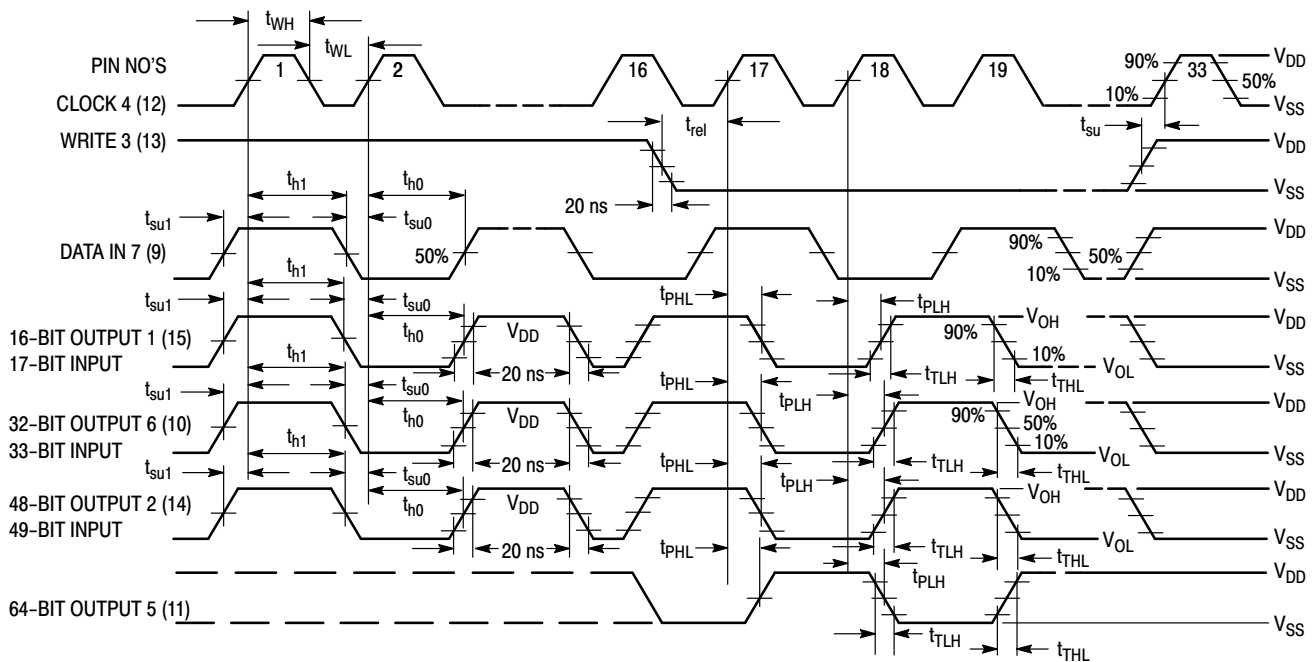 tWH
tWL
PIN NO'S
CLOCK 4 (12)
1
2
16
17
18
19
90%
33
VDD
50%
10%
VSS
trel
tsu
WRITE 3 (13)
VDD
VSS
20 ns
th1
th0
tsu1
tsu0
DATA IN 7 (9)
50%
90%
50%
10%
VDD
VSS
th1
tsu1
tsu0
th0
tPHL
tPLH
16-BIT OUTPUT 1 (15)
17-BIT INPUT
VDD
20 ns
90%
VOH
10%
VOL
tTLH
tTHL
VDD
VSS
th1
tsu1
tsu0
th0
tPHL
tPLH
32-BIT OUTPUT 6 (10)
33-BIT INPUT
VDD
20 ns
90%
VOH
50%
10%
VOL
tTLH
tTHL
VDD
VSS
th1
tsu1
tsu0
th0
tPHL
tPLH
48-BIT OUTPUT 2 (14)
49-BIT INPUT
VDD
20 ns
VOH
VOL
tTLH
tTHL
VDD
VSS
tPHL
tPLH
64-BIT OUTPUT 5 (11)
tTLH
tTHL
VDD
VSS